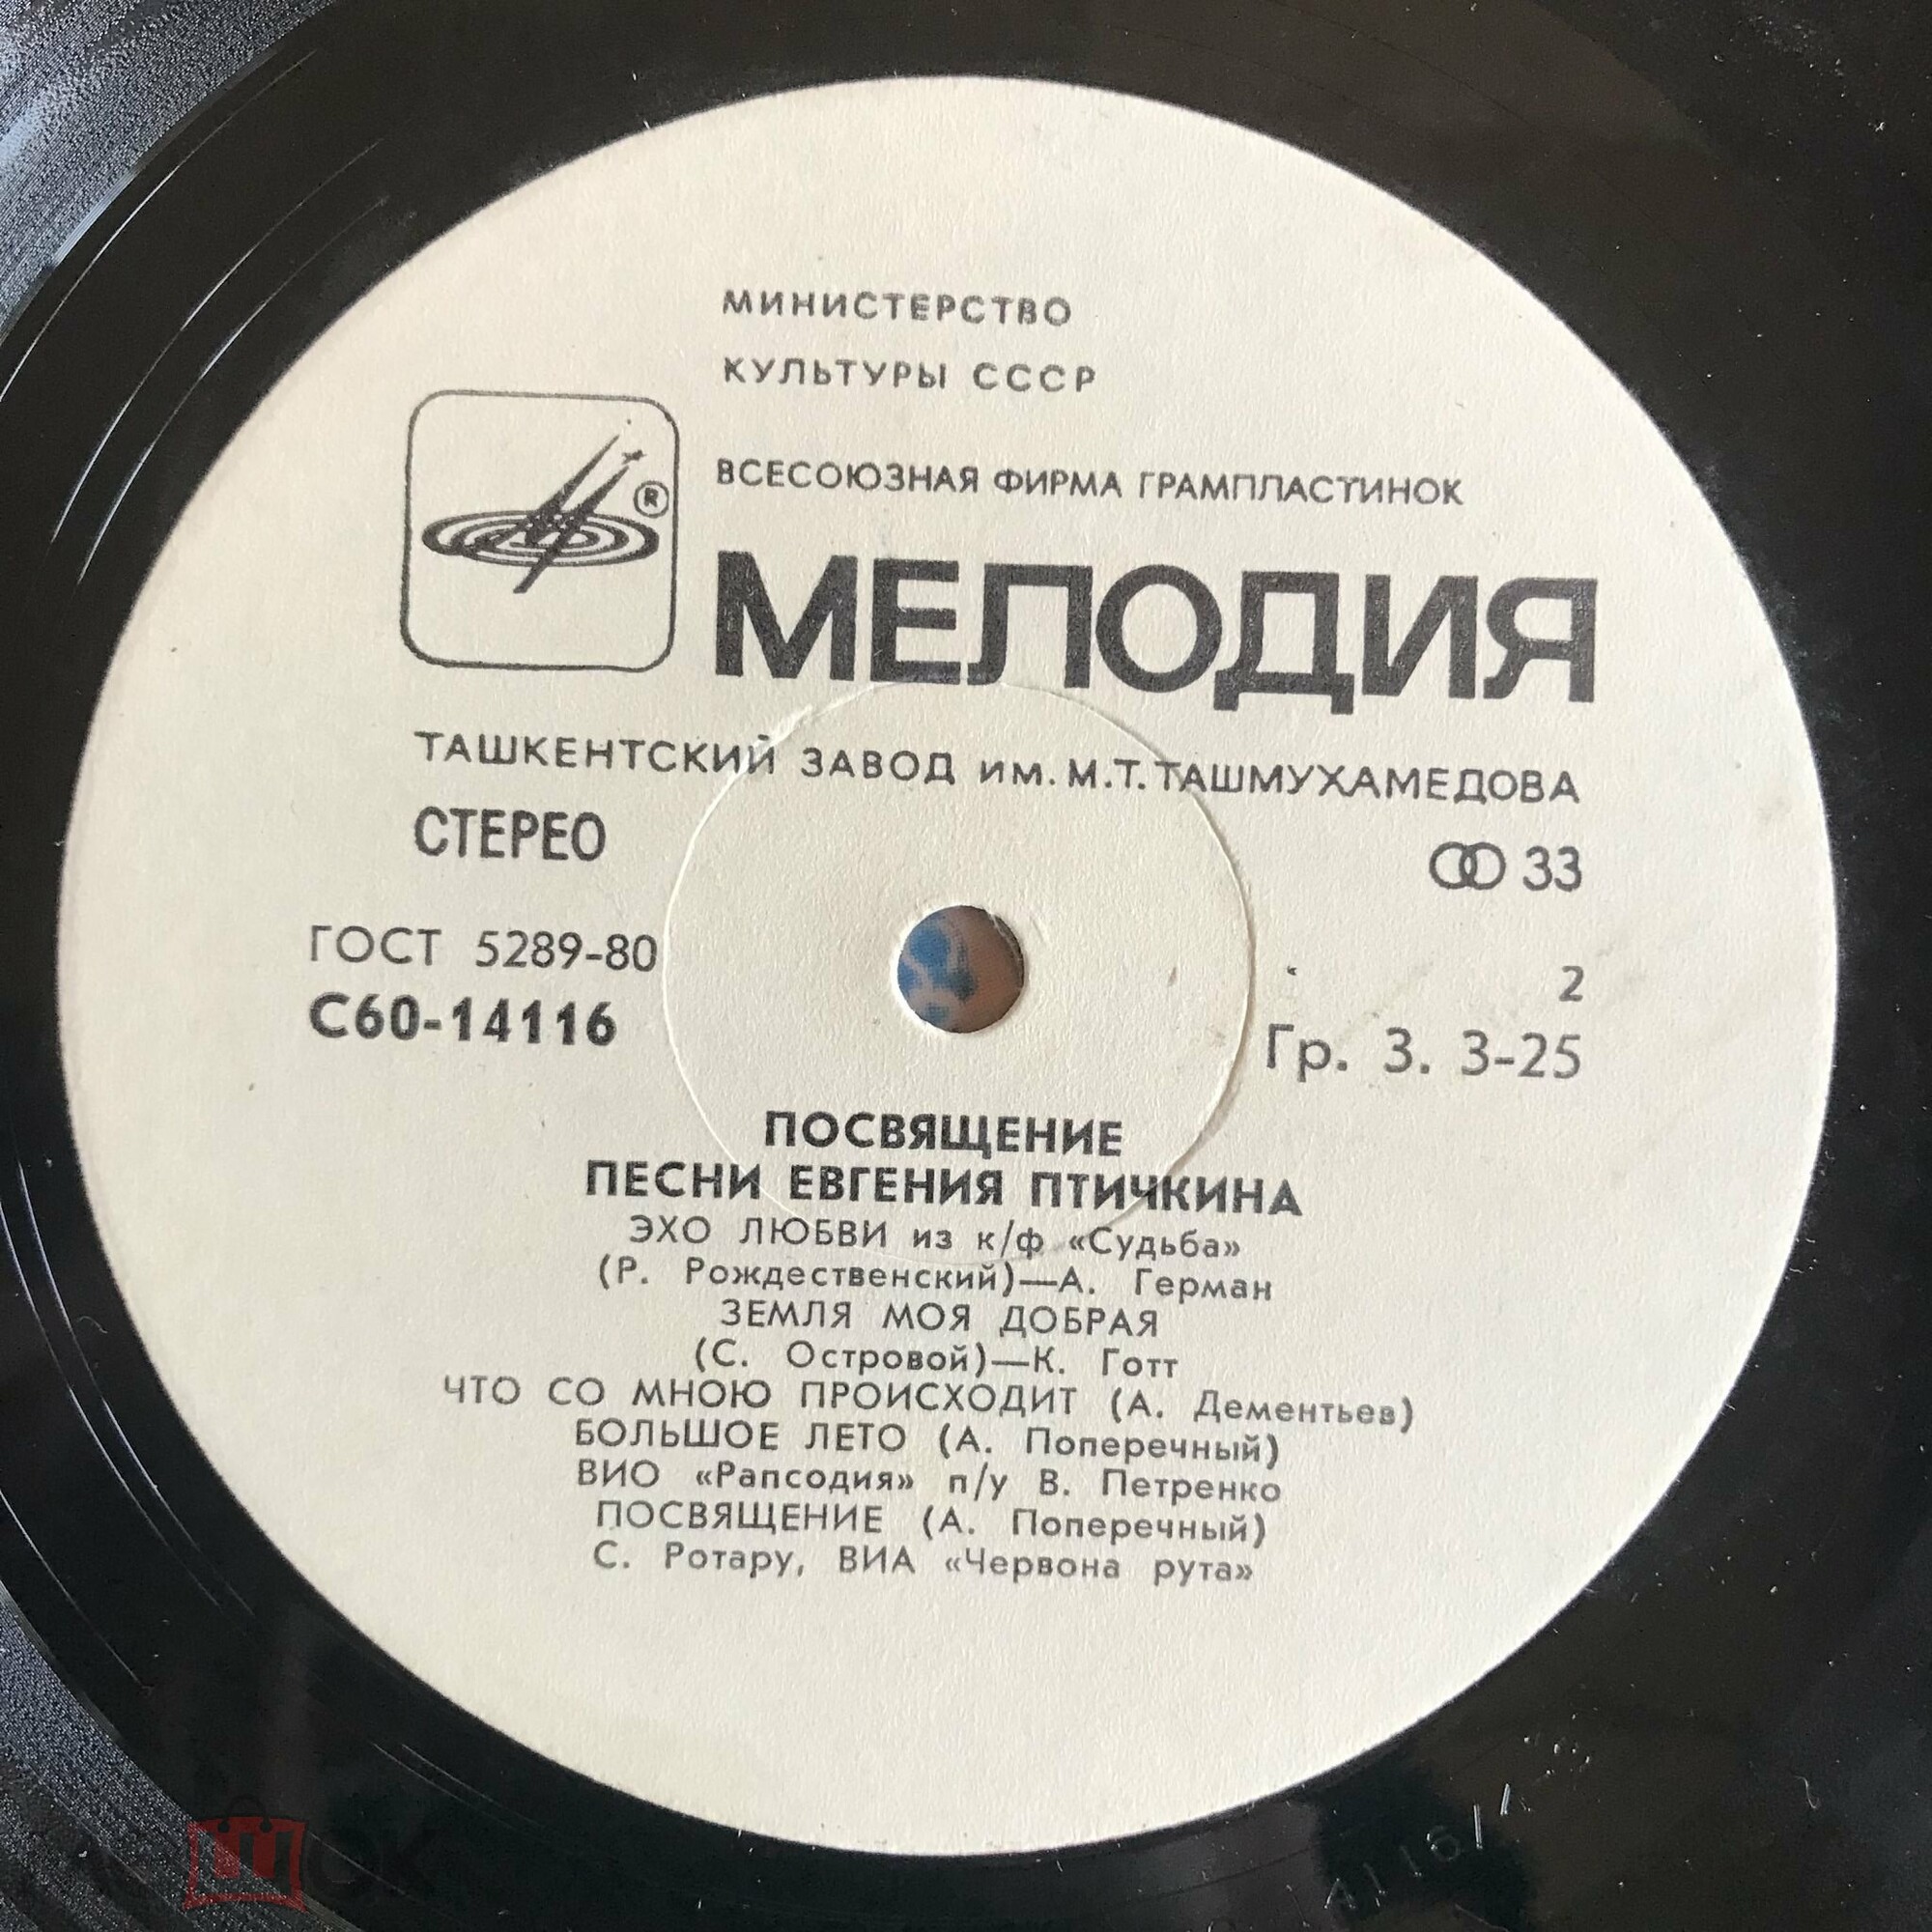 МИНИСТЕРСТВО
КУЛЬТУРЫ СССР
ВСЕСОЮЗНАЯ ФИРМА ГРАМПЛАСТИНОК
®
МЕЛОДИЯ
ТАШКЕНТСКИЙ ЗАВОД им. М.Т. ТАШМУХАМЕДОВА
СТЕРЕО
33
ГОСТ 5289-80
2
С60-14116
Гр. 3. 3-25
ПОСВЯЩЕНИЕ
ПЕСНИ ЕВГЕНИЯ ПТИЧКИНА
ЭХО ЛЮБВИ из к/ф «Судьба»
(Р. Рождественский)—А. Герман
ЗЕМЛЯ МОЯ ДОБРАЯ
(С. Островой)—К. Готт
ЧТО СО МНОЮ ПРОИСХОДИТ (А. Дементьев)
БОЛЬШОЕ ЛЕТО (А. Поперечный)
ВИО «Рапсодия» п/у В. Петренко
ПОСВЯЩЕНИЕ (А. Поперечный)
С. Ротару, ВИА «Червона рута»